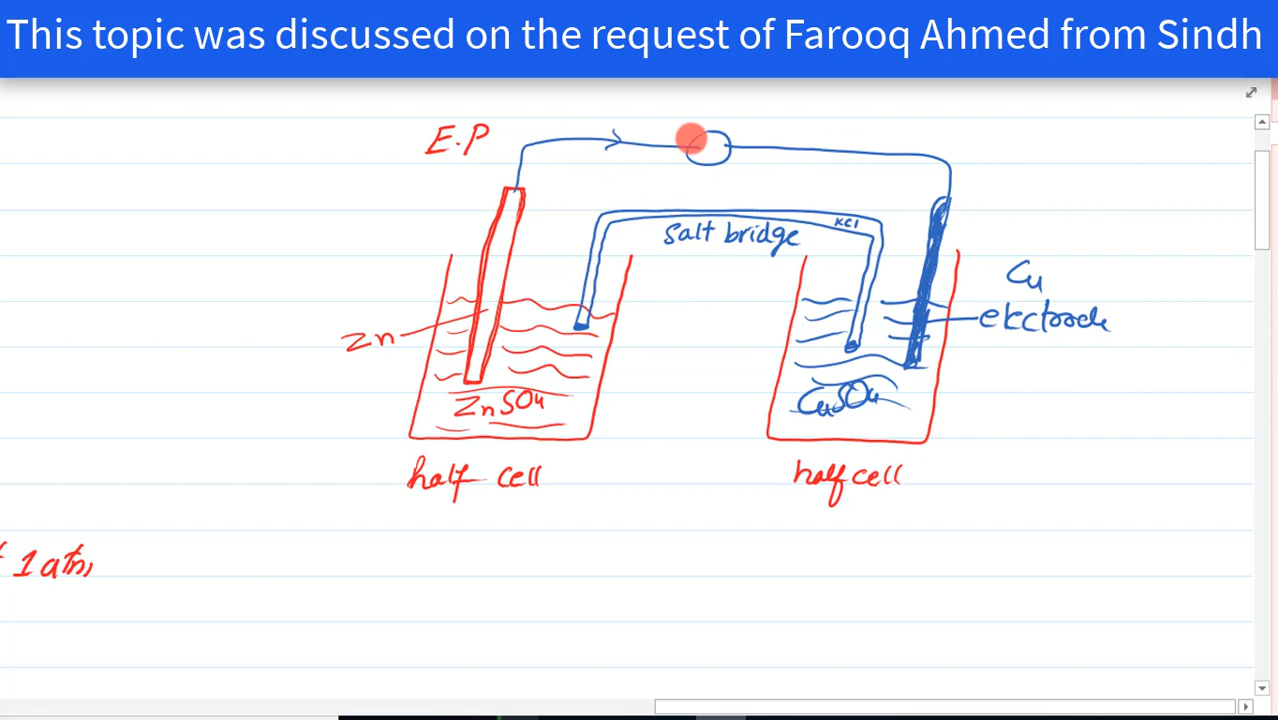 This topic was discussed on the request of Farooq Ahmed from Sindh
E.P
KCl
Salt bridge
Cu
electrode
Zn
ZnSO4
CuSO4
half cell
half cell
1 atm,